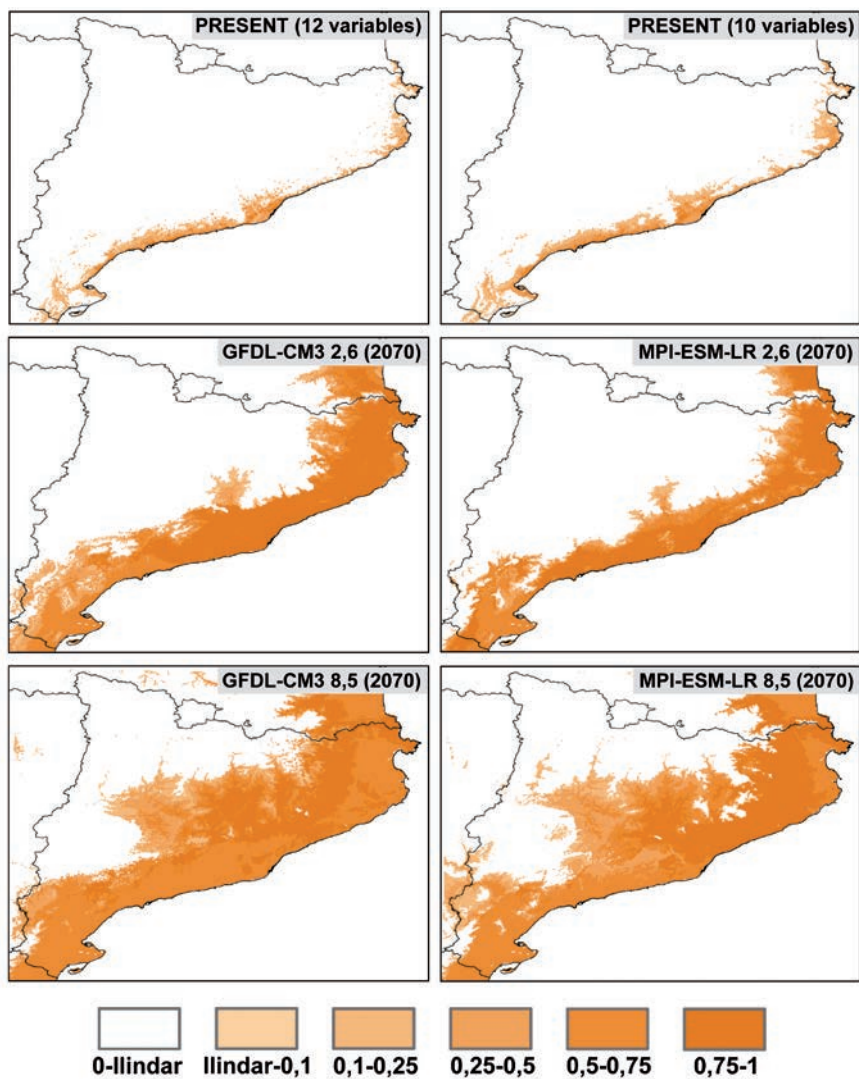 PRESENT (12 variables)
PRESENT (10 variables)
GFDL-CM3 2,6 (2070)
MPI-ESM-LR 2,6 (2070)
GFDL-CM3 8,5 (2070)
MPI-ESM-LR 8,5 (2070)
0-llindar
llindar-0,1
0,1-0,25
0,25-0,5
0,5-0,75
0,75-1